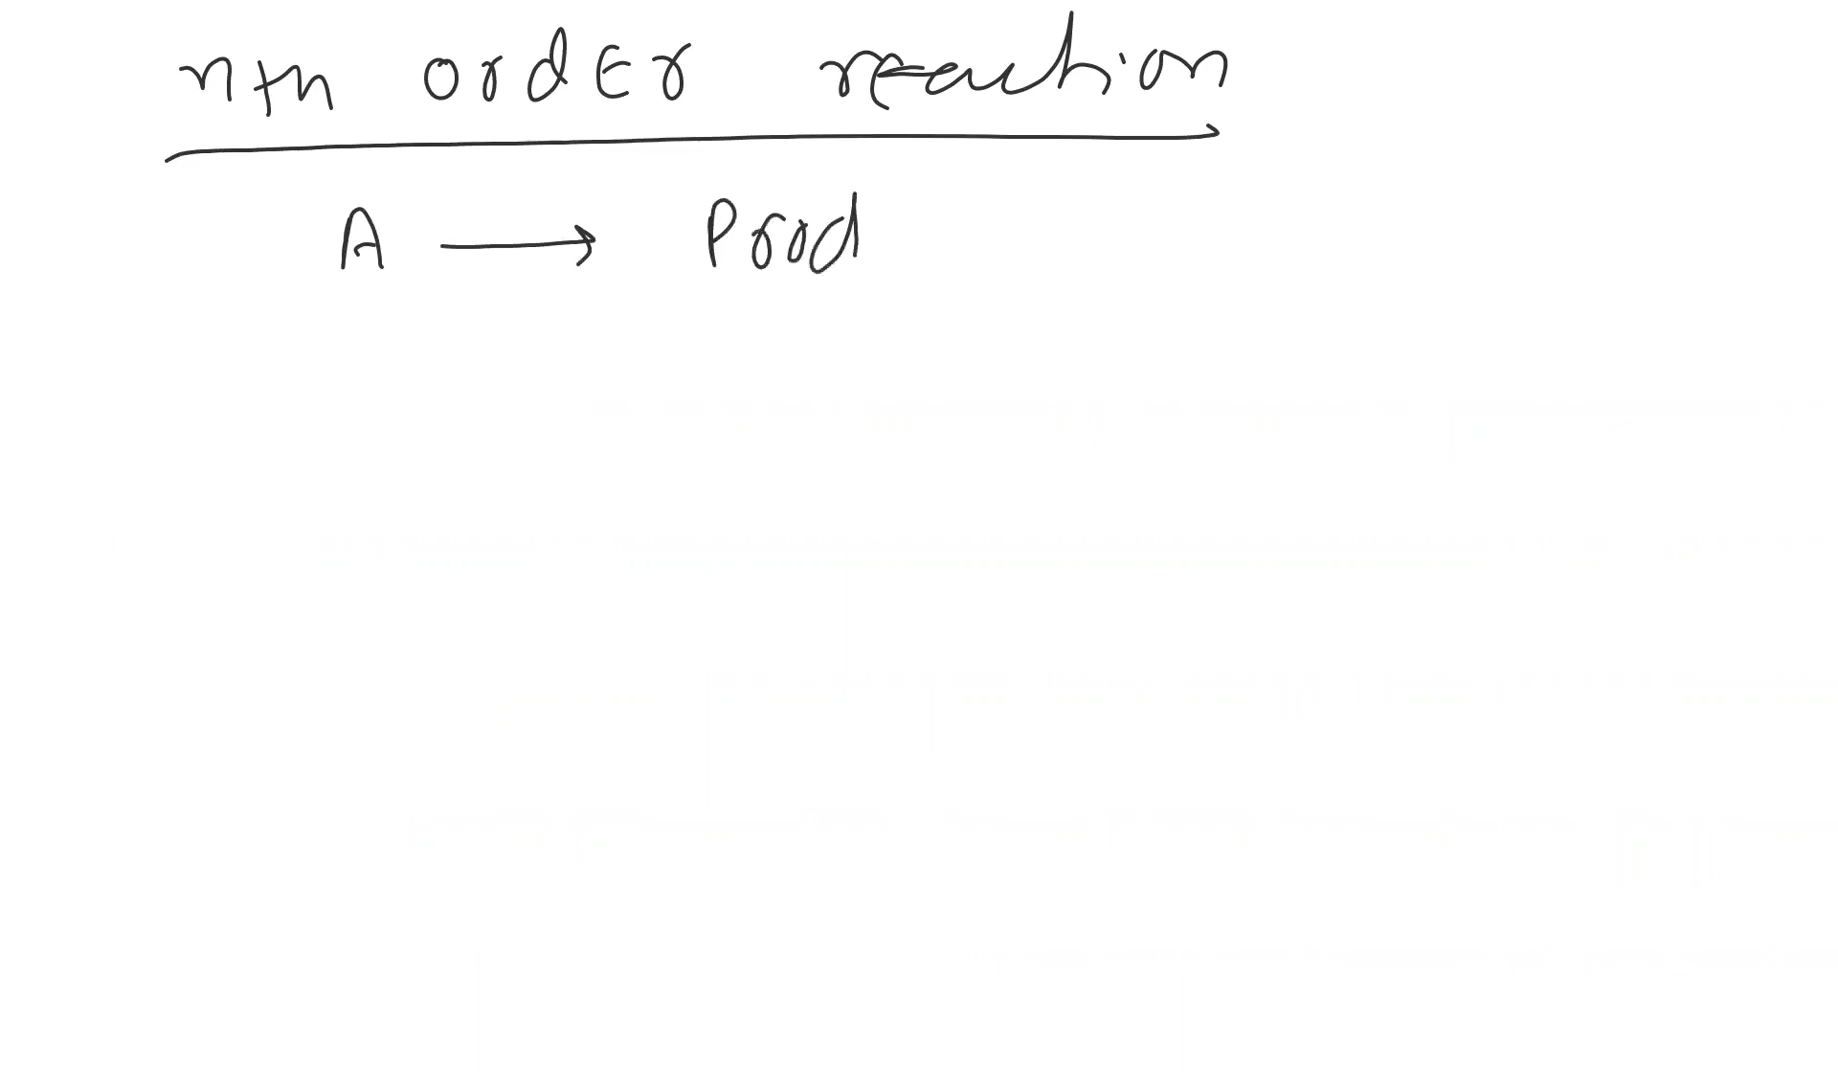 nth order reaction
A → Prod